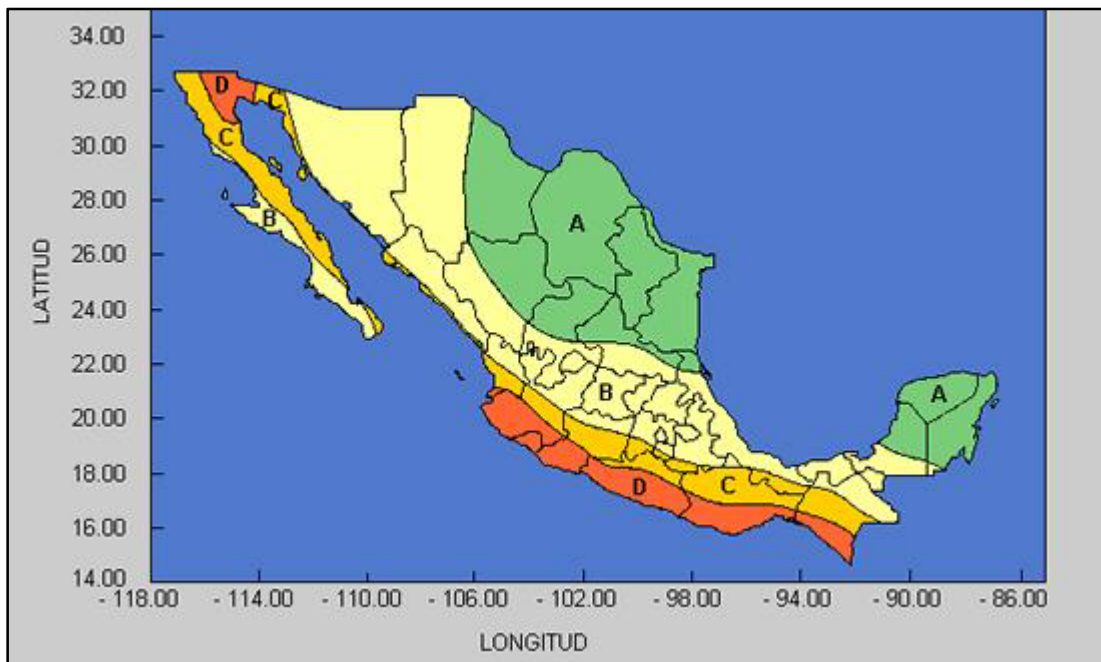 34.00
32.00
30.00
28.00
26.00
24.00
22.00
20.00
18.00
16.00
14.00
LATITUD
D
C
C
B
A
B
A
D
C
- 118.00 - 114.00 - 110.00 - 106.00 - 102.00 - 98.00 - 94.00 - 90.00 - 86.00
LONGITUD